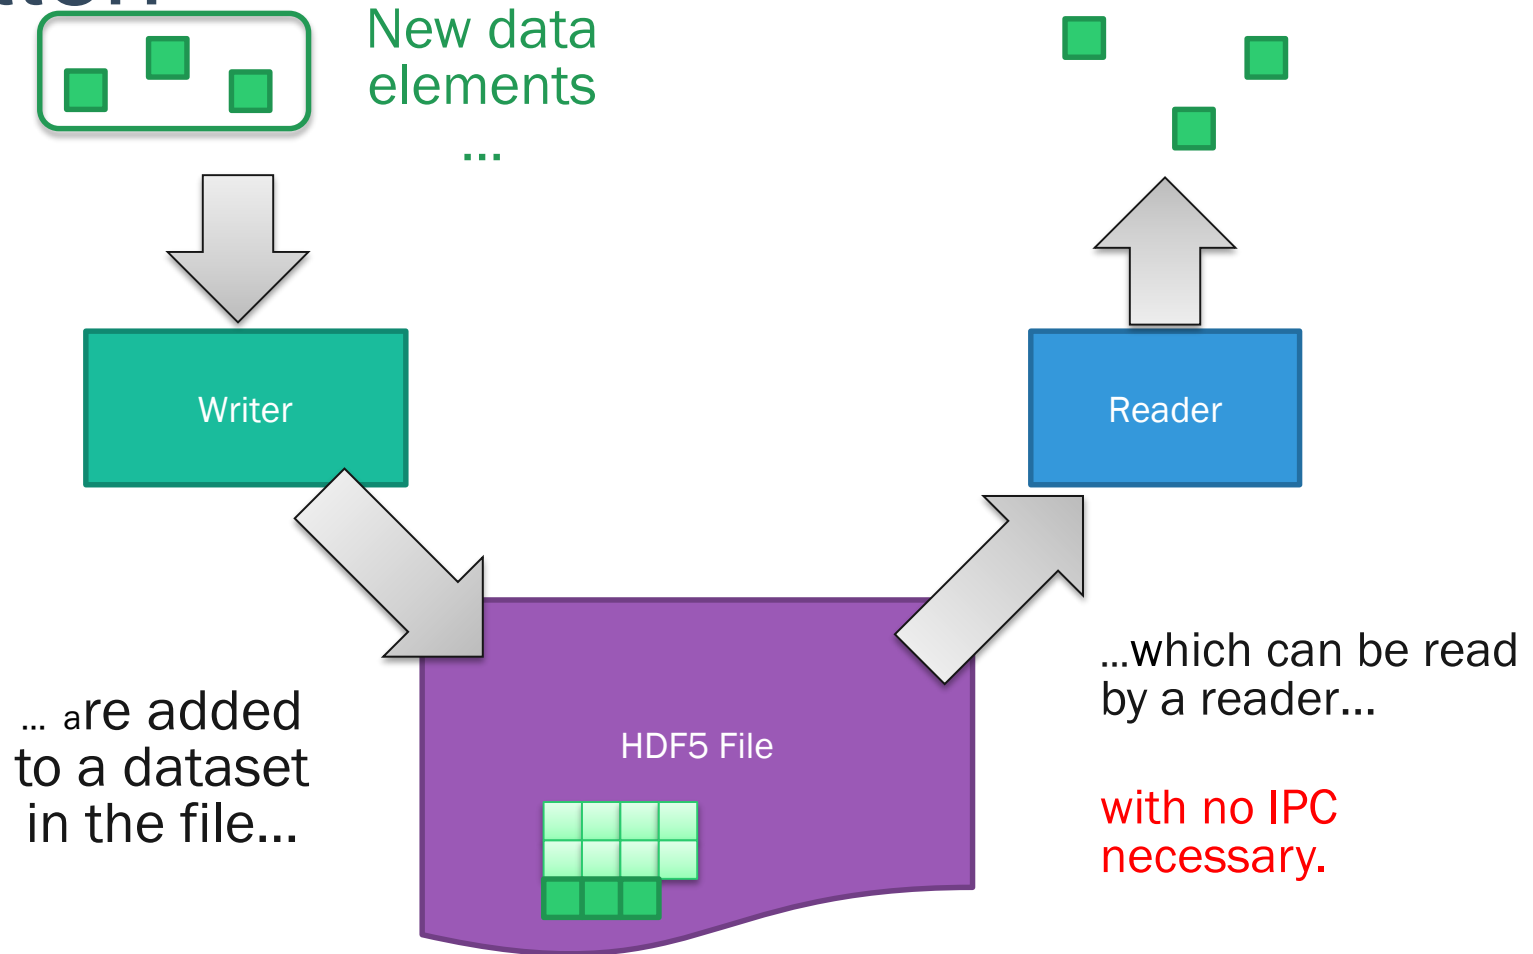 New data
elements
...
Writer
Reader
... are added
to a dataset
in the file...
HDF5 File
...which can be read
by a reader...
with no IPC
necessary.